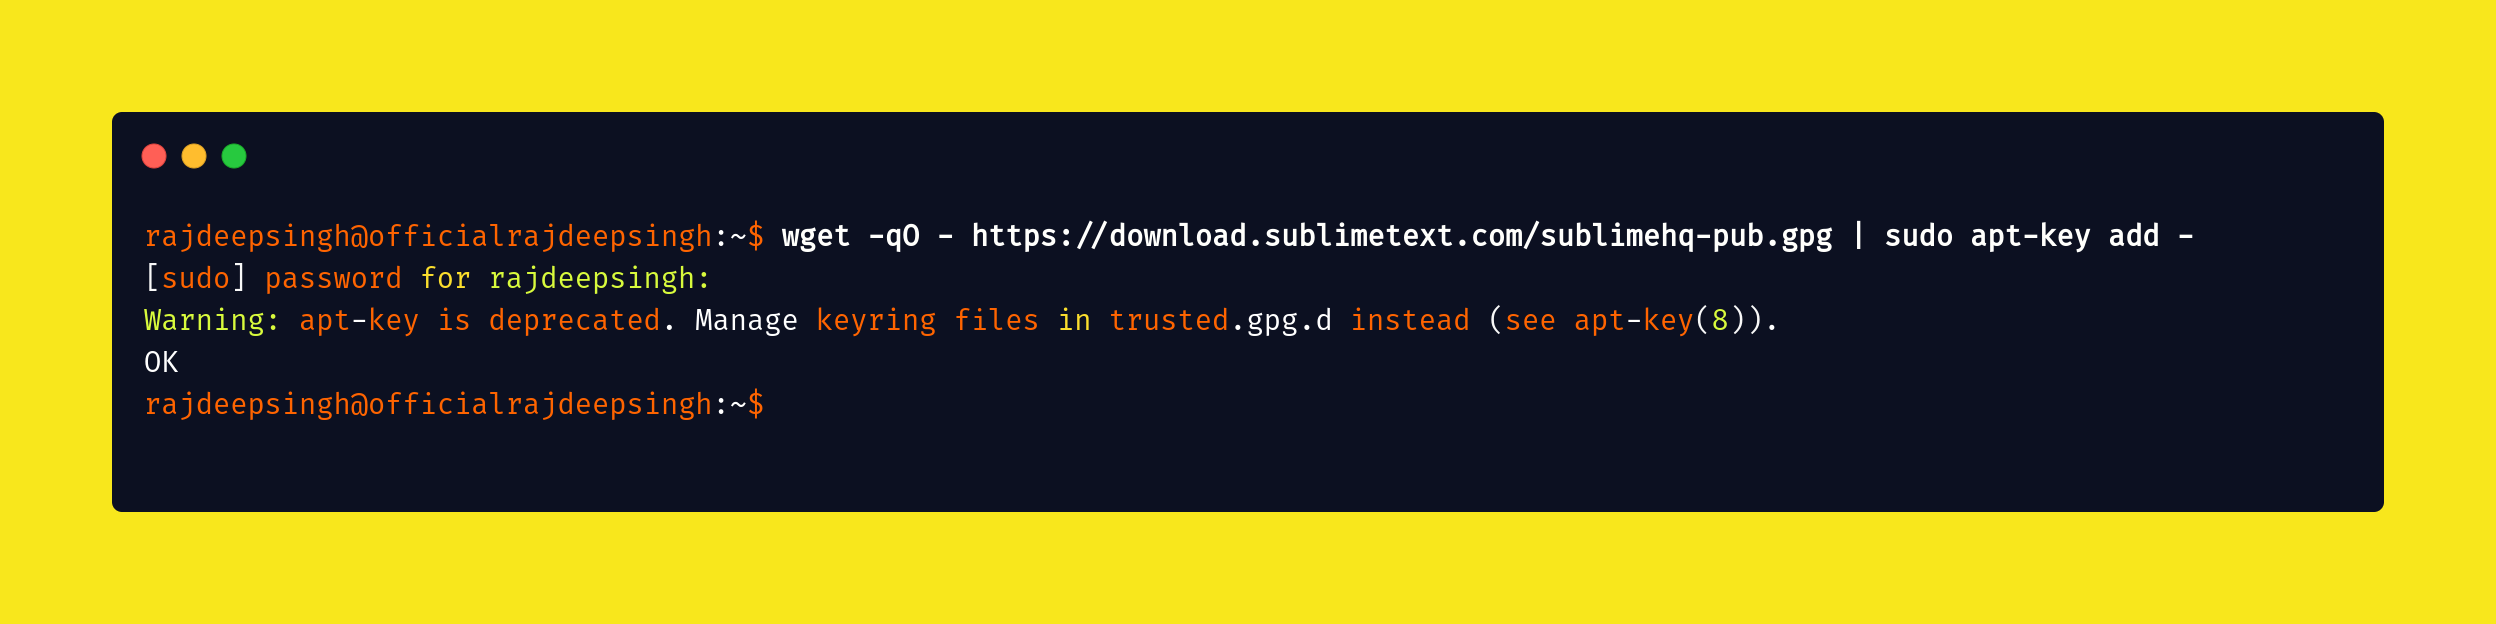 rajdeepsingh@officialrajdeepsingh:~$ wget -qO - https://download.sublimetext.com/sublimehq-pub.gpg | sudo apt-key add -
[sudo] password for rajdeepsingh:
Warning: apt-key is deprecated. Manage keyring files in trusted.gpg.d instead (see apt-key(8)).
OK
rajdeepsingh@officialrajdeepsingh:~$